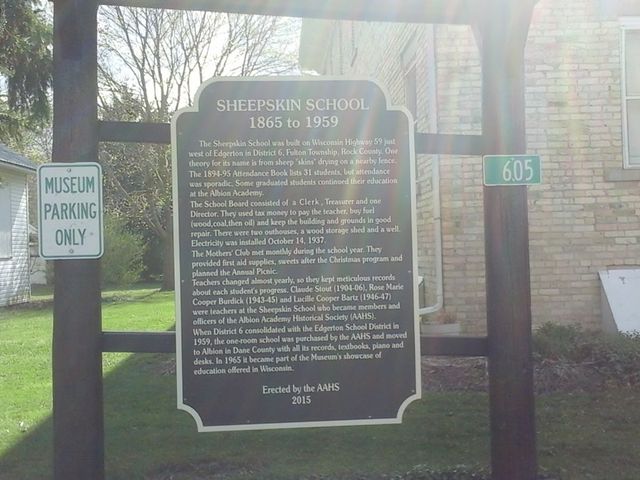 SHEEPSKIN SCHOOL
1865 to 1959
The Sheepskin School was built on Wisconsin Highway 59 just
west of Edgerton in District 6, Fulton Township, Rock County. One
theory for its name is from sheep 'skins' drying on a nearby fence.
The 1894-95 Attendance Book lists 31 students, but attendance
was sporadic. Some graduated students continued their education
at the Albion Academy.
The School Board consisted of a Clerk, Treasurer and one
Director. They used tax money to pay the teacher, buy fuel
(wood,coal,then oil) and keep the building and grounds in good
repair. There were two outhouses, a wood storage shed and a well.
Electricity was installed October 14, 1937.
The Mothers' Club met monthly during the school year. They
provided first aid supplies, sweets after the Christmas program and
planned the Annual Picnic.
Teachers changed almost yearly, so they kept meticulous records
about each student's progress. Claude Stout (1904-06), Rose Marie
Cooper Burdick (1943-45) and Lucille Cooper Bartz (1946-47)
were teachers at the Sheepskin School who became members and
officers of the Albion Academy Historical Society (AAHS).
When District 6 consolidated with the Edgerton School District in
1959, the one-room school was purchased by the AAHS and moved
to Albion in Dane County with all its records, textbooks, piano and
desks. In 1965 it became part of the Museum's showcase of
education offered in Wisconsin.
Erected by the AAHS
2015
MUSEUM
PARKING
ONLY
605